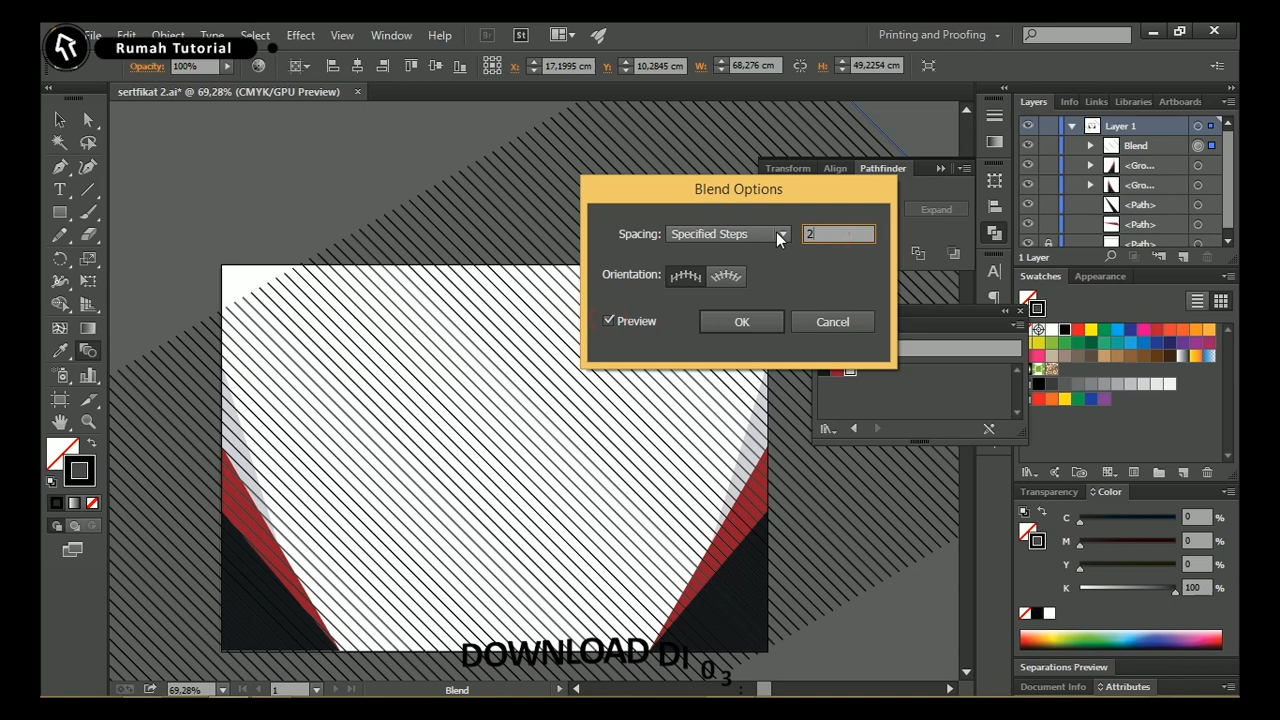 File Edit Object Type Select Effect View Window Help Br St Printing and Proofing
Rumah Tutorial
Opacity: 100% X: 17,1995 cm Y: 10,2845 cm W: 68,276 cm H: 49,2254 cm
sertfikat 2.ai* @ 69,28% (CMYK/GPU Preview) ×
Layers Info Links Libraries Artboards
Layer 1
Blend
<Gro...
<Gro...
<Path>
<Path>
<Path>
1 Layer
Transform Align Pathfinder
Expand
Blend Options
Spacing: Specified Steps 2
Orientation:
Preview OK Cancel
Swatches Appearance
Transparency Color
C 0 %
M 0 %
Y 0 %
K 100 %
Separations Preview
Document Info Attributes
DOWNLOAD DI 03 :
69,28% 1 Blend